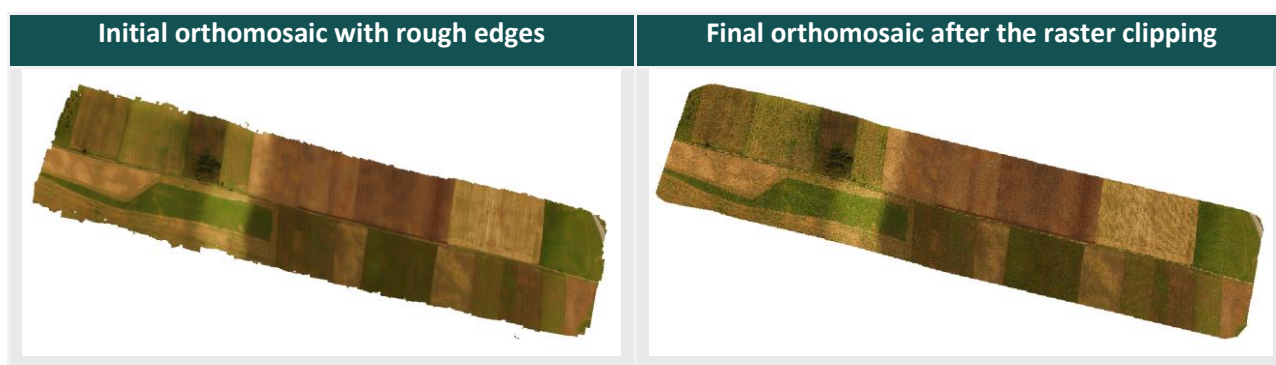 Initial orthomosaic with rough edges
Final orthomosaic after the raster clipping